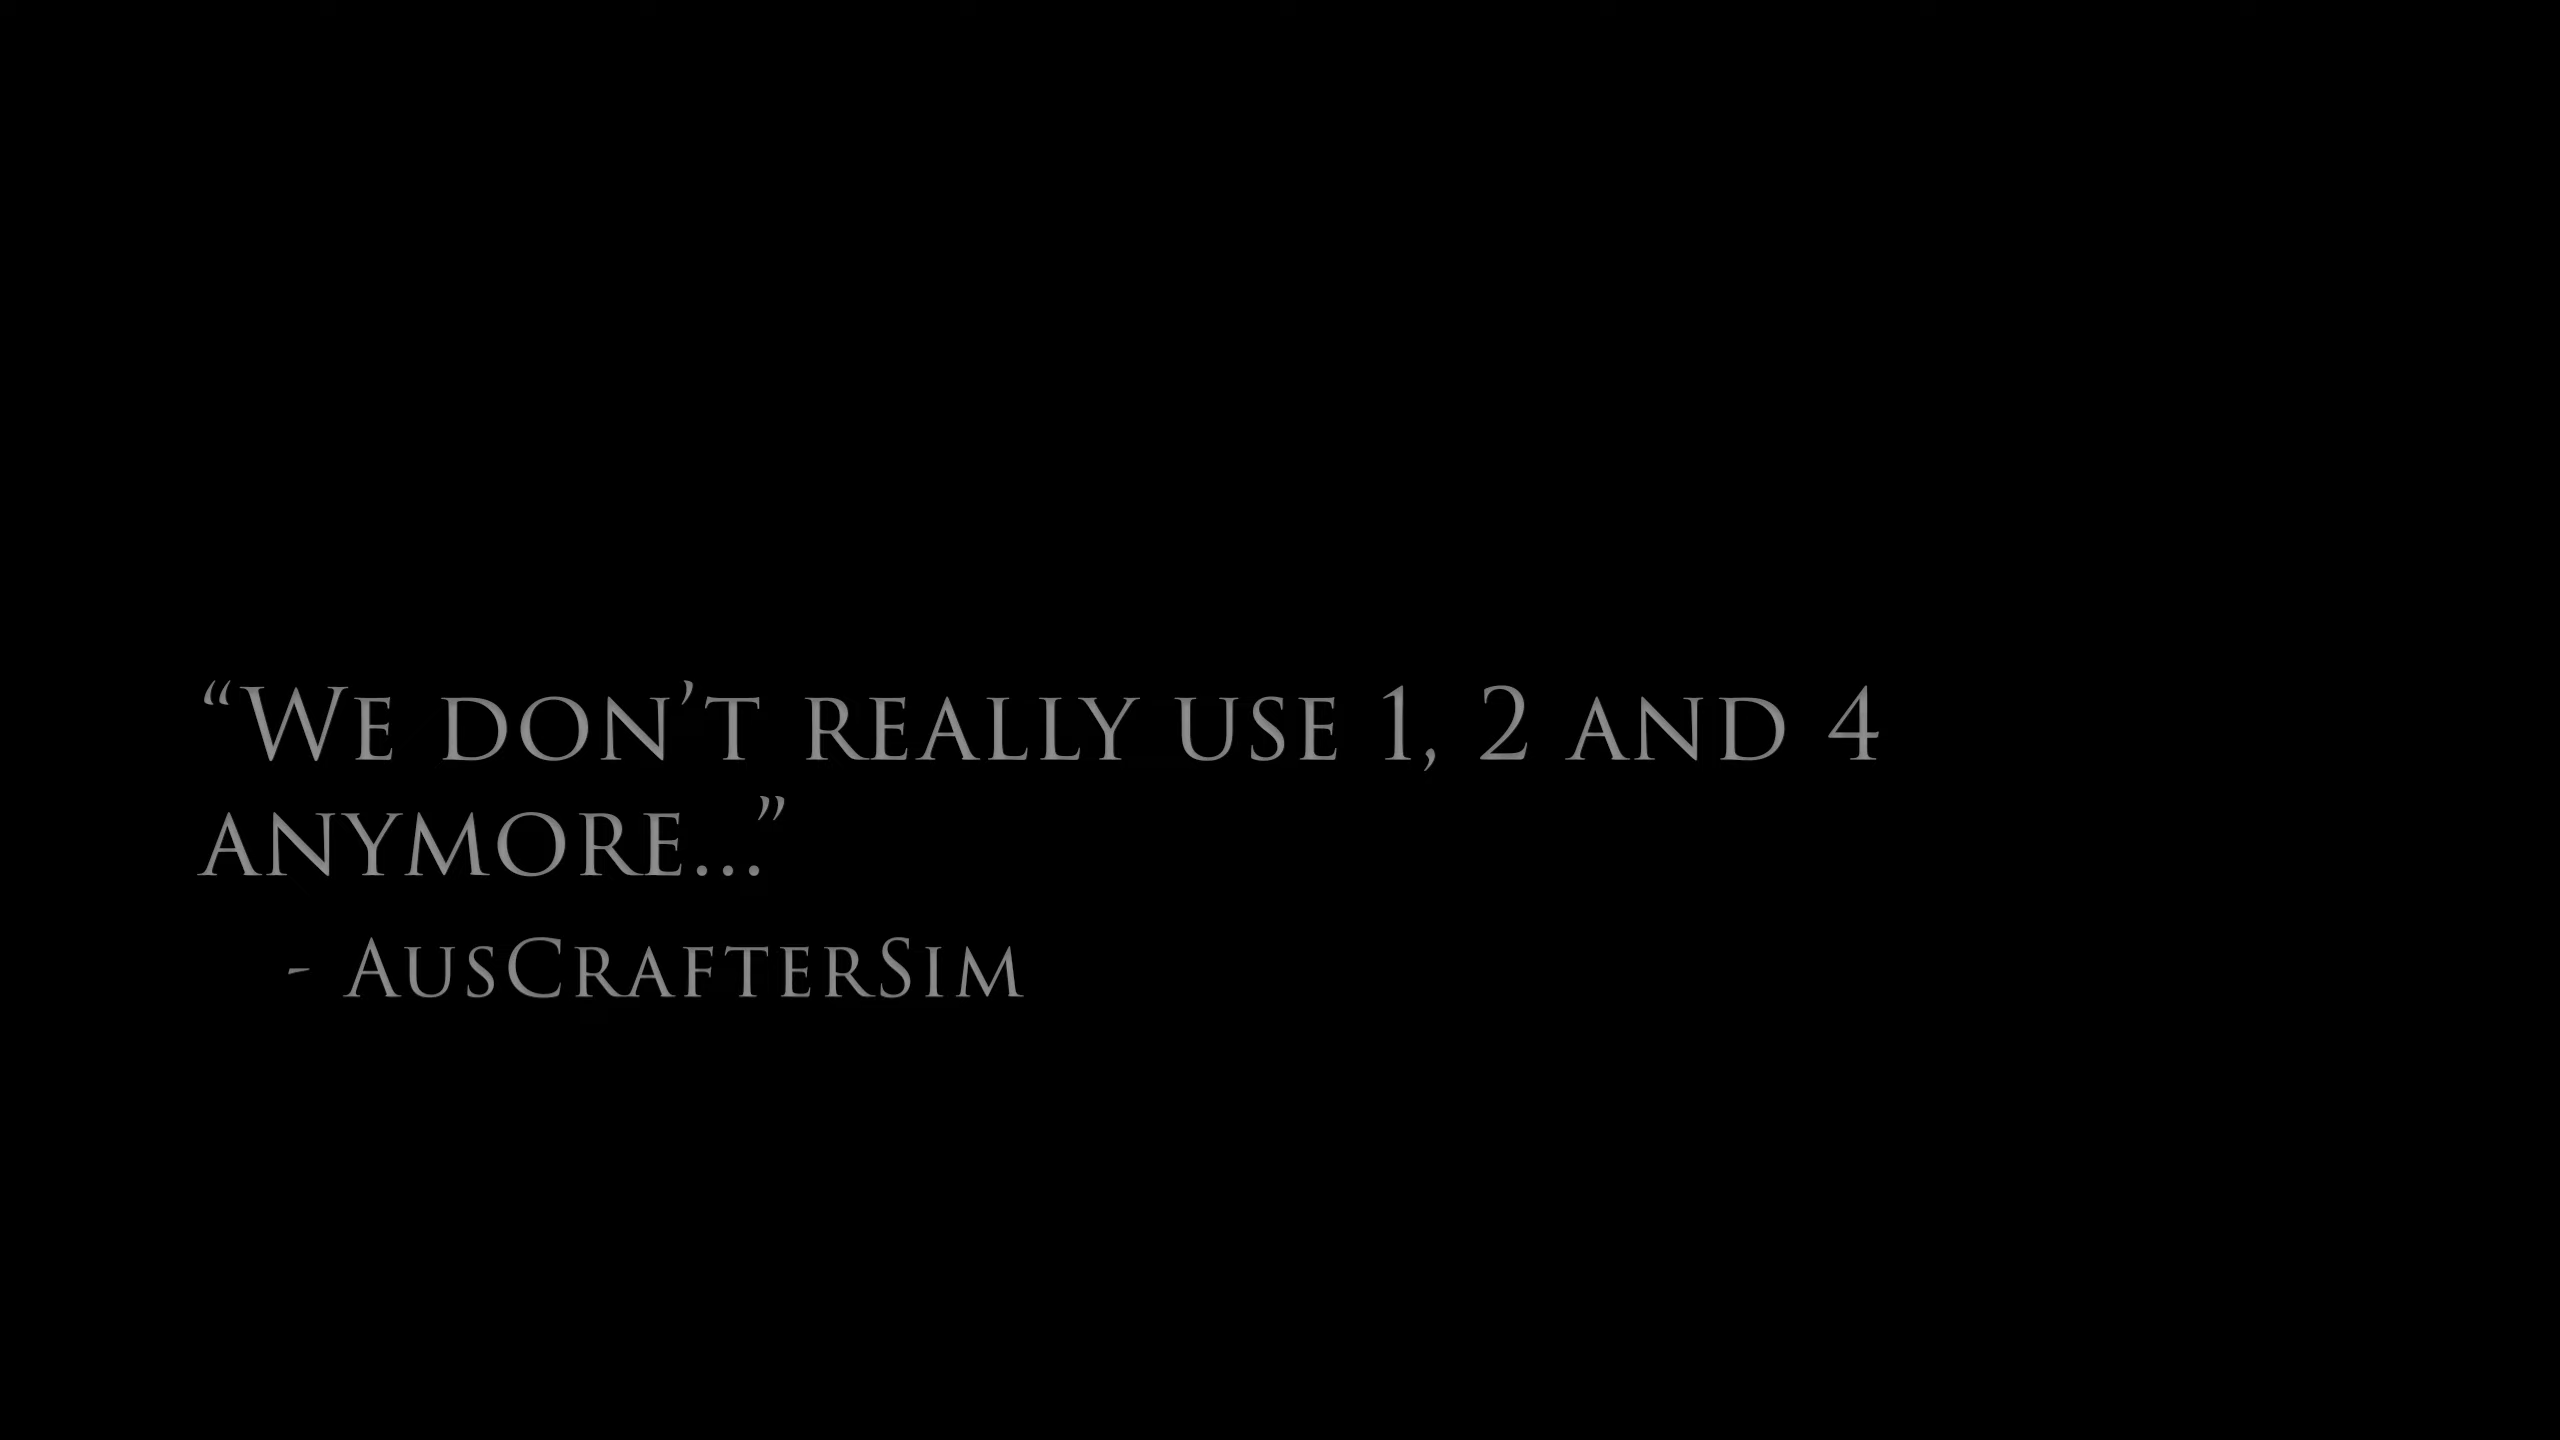 “We don’t really use 1, 2 and 4
anymore...”
- AusCrafterSim